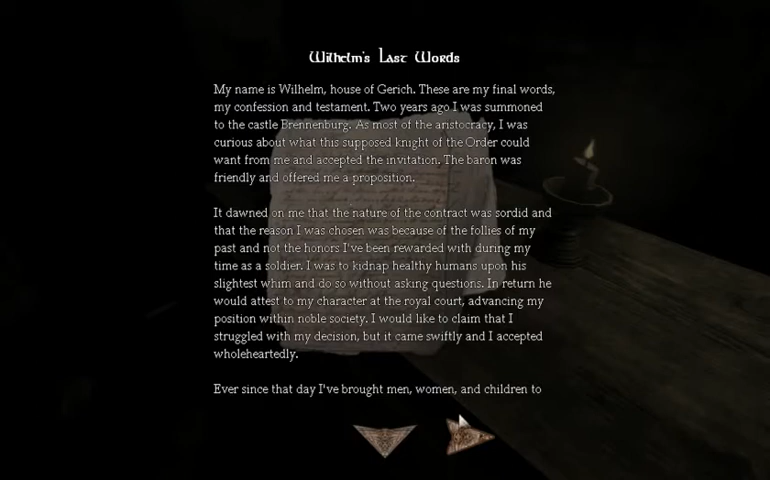 Wilhelm's Last Words
My name is Wilhelm, house of Gerich. These are my final words,
my confession and testament. Two years ago I was summoned
to the castle Brennenburg. As most of the aristocracy, I was
curious about what this supposed knight of the Order could
want from me and accepted the invitation. The baron was
friendly and offered me a proposition.
It dawned on me that the nature of the contract was sordid and
that the reason I was chosen was because of the follies of my
past and not the honors I've been rewarded with during my
time as a soldier. I was to kidnap healthy humans upon his
slightest whim and do so without asking questions. In return he
would attest to my character at the royal court, advancing my
position within noble society. I would like to claim that I
struggled with my decision, but it came swiftly and I accepted
wholeheartedly.
Ever since that day I've brought men, women, and children to